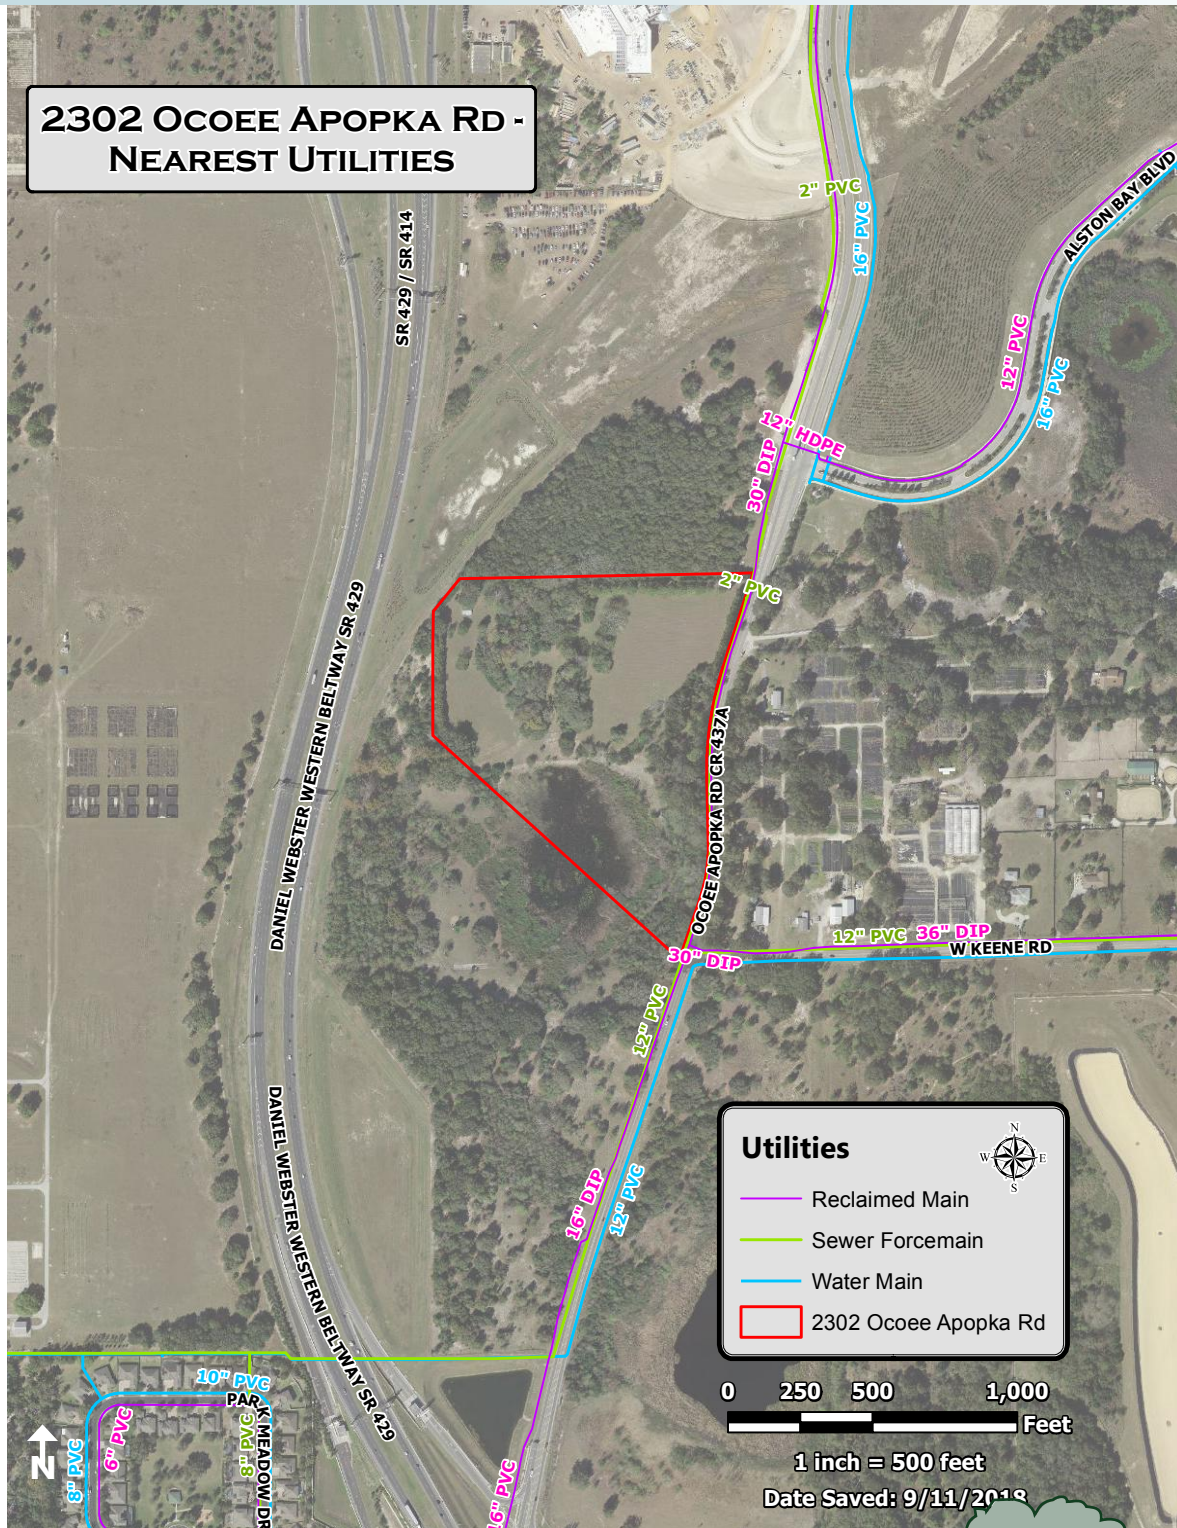 2302 Ocoee Apopka Rd -
Nearest Utilities
2" PVC
16" PVC
ALSTON BAY BLVD
SR 429 / SR 414
12" PVC
16" PVC
12" HDPE
30" DIP
2" PVC
DANIEL WEBSTER WESTERN BELTWAY SR 429
OCOEE APOPKA RD CR 437A
12" PVC
36" DIP
W KEENE RD
30" DIP
12" PVC
16" DIP
12" PVC
DANIEL WEBSTER WESTERN BELTWAY SR 429
Utilities
N
W E
S
Reclaimed Main
Sewer Forcemain
Water Main
2302 Ocoee Apopka Rd
10" PVC
PARK MEADOW DR
6" PVC
8" PVC
8" PVC
16" PVC
N
0 250 500 1,000
Feet
1 inch = 500 feet
Date Saved: 9/11/2018